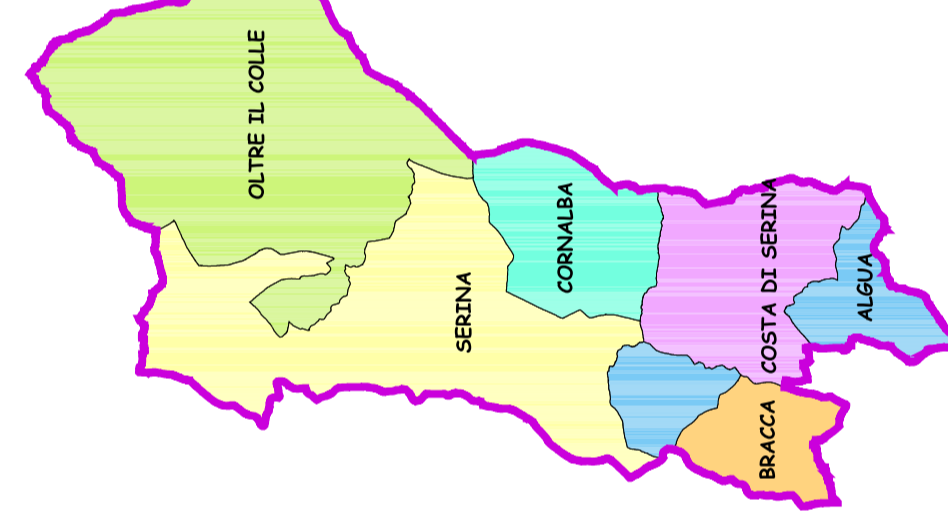 OLTRE IL COLLE
SERINA
CORNALBA
COSTA DI SERINA
ALGUA
BRACCA